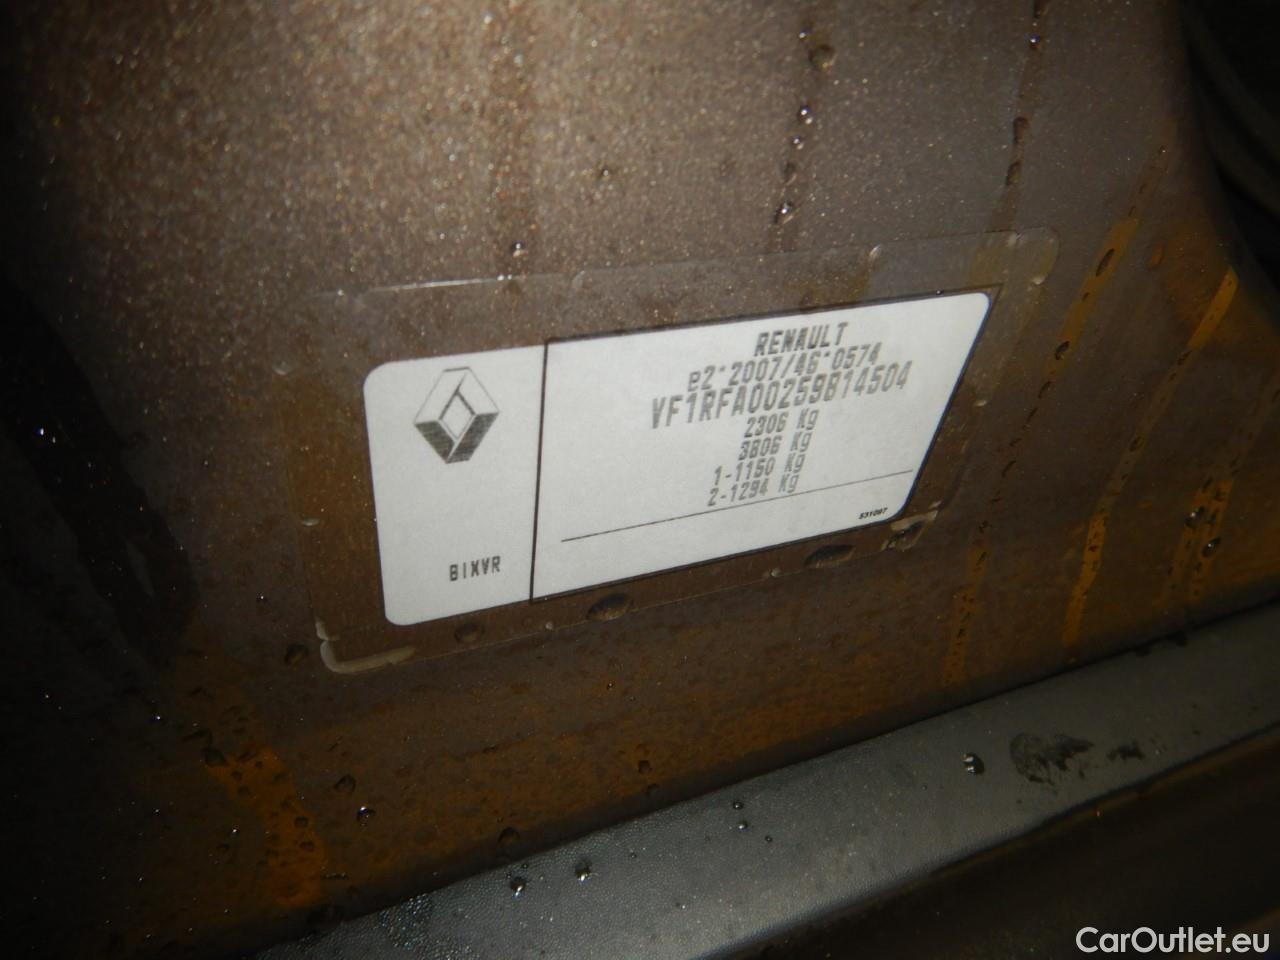 RENAULT
e2*2007/46*0574
VF1RFA00259814504
2306 Kg
3806 Kg
1-1150 Kg
2-1294 Kg
531087
BIXVR
CarOutlet.eu